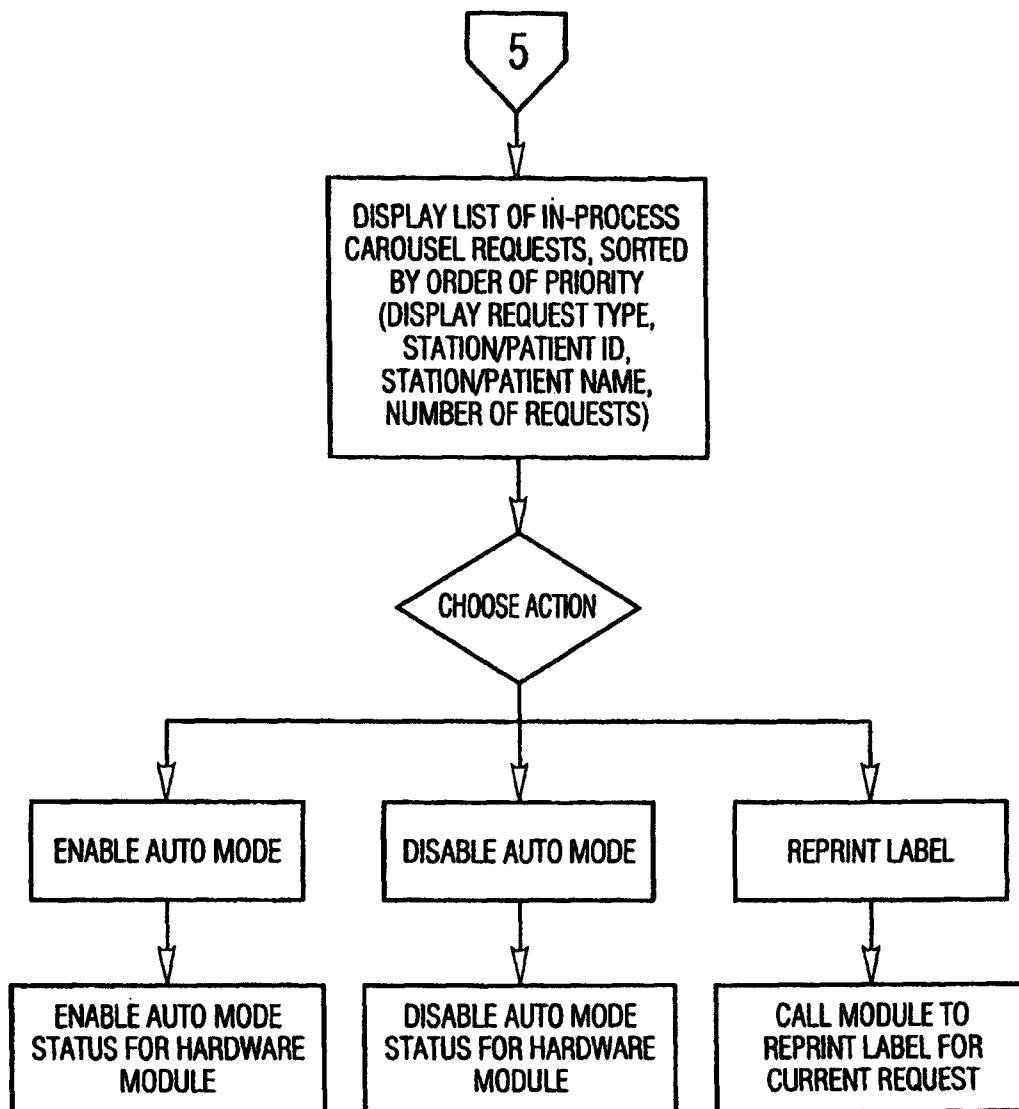 5
DISPLAY LIST OF IN-PROCESS
CAROUSEL REQUESTS, SORTED
BY ORDER OF PRIORITY
(DISPLAY REQUEST TYPE,
STATION/PATIENT ID,
STATION/PATIENT NAME,
NUMBER OF REQUESTS)
CHOOSE ACTION
ENABLE AUTO MODE
DISABLE AUTO MODE
REPRINT LABEL
ENABLE AUTO MODE
STATUS FOR HARDWARE
MODULE
DISABLE AUTO MODE
STATUS FOR HARDWARE
MODULE
CALL MODULE TO
REPRINT LABEL FOR
CURRENT REQUEST